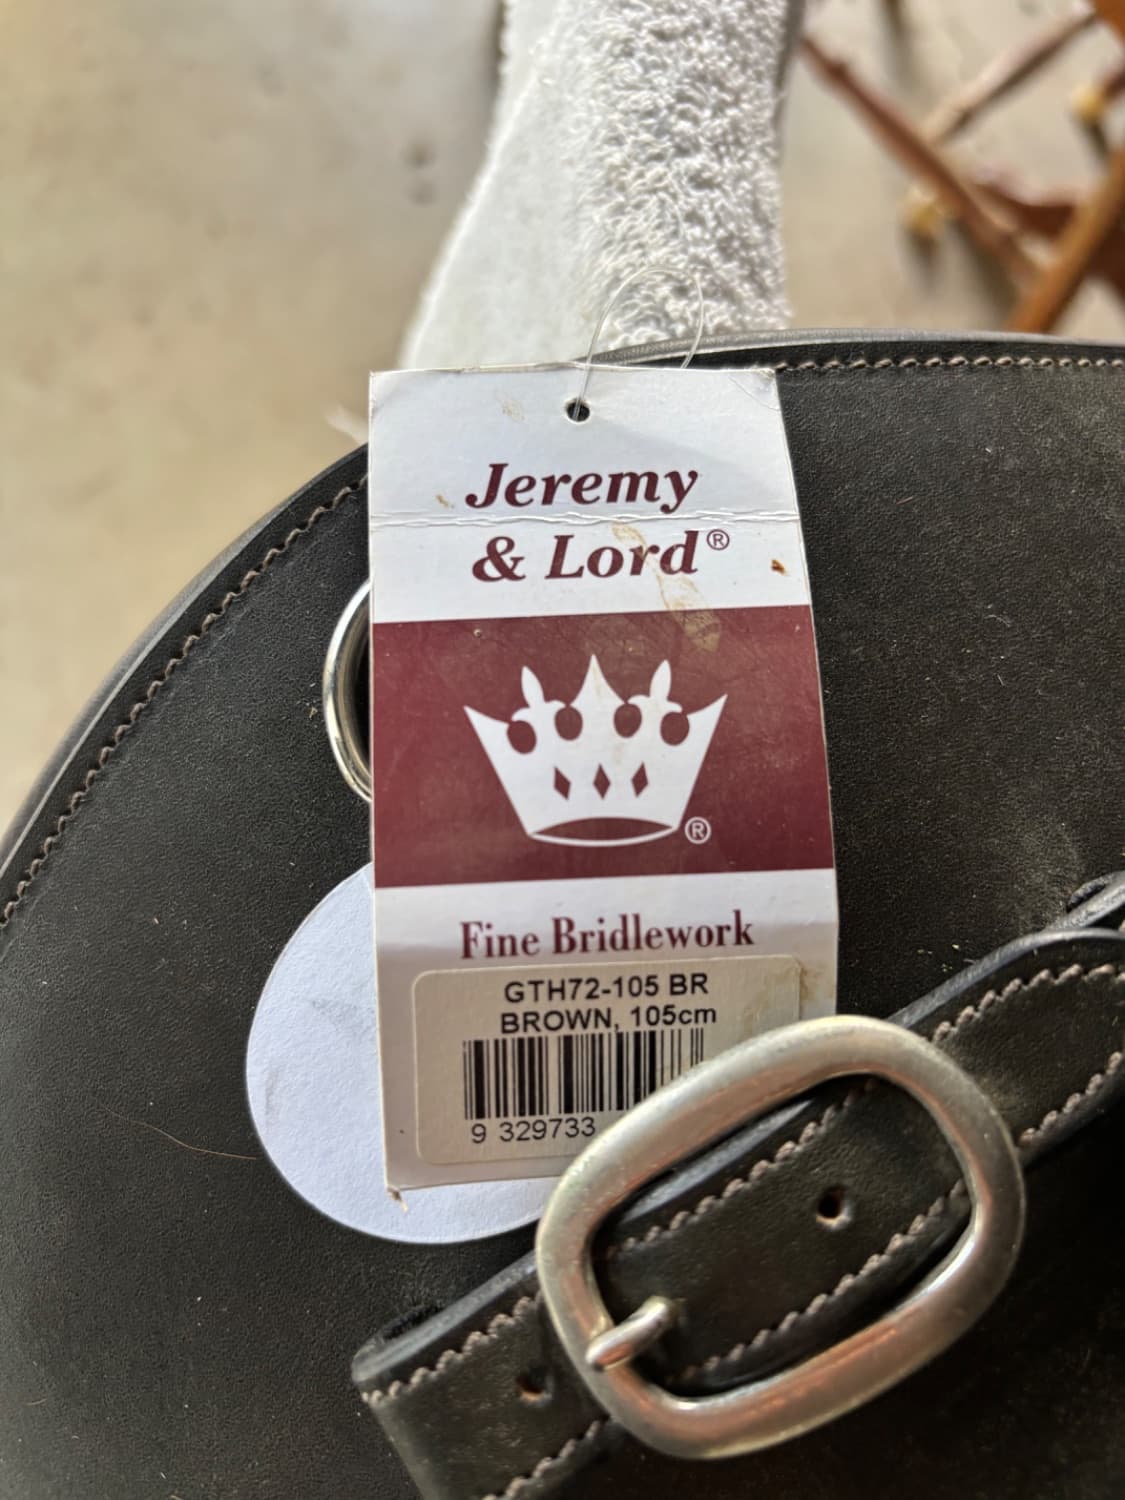 Jeremy
& Lord®
®
Fine Bridlework
GTH72-105 BR
BROWN, 105cm
9 329733